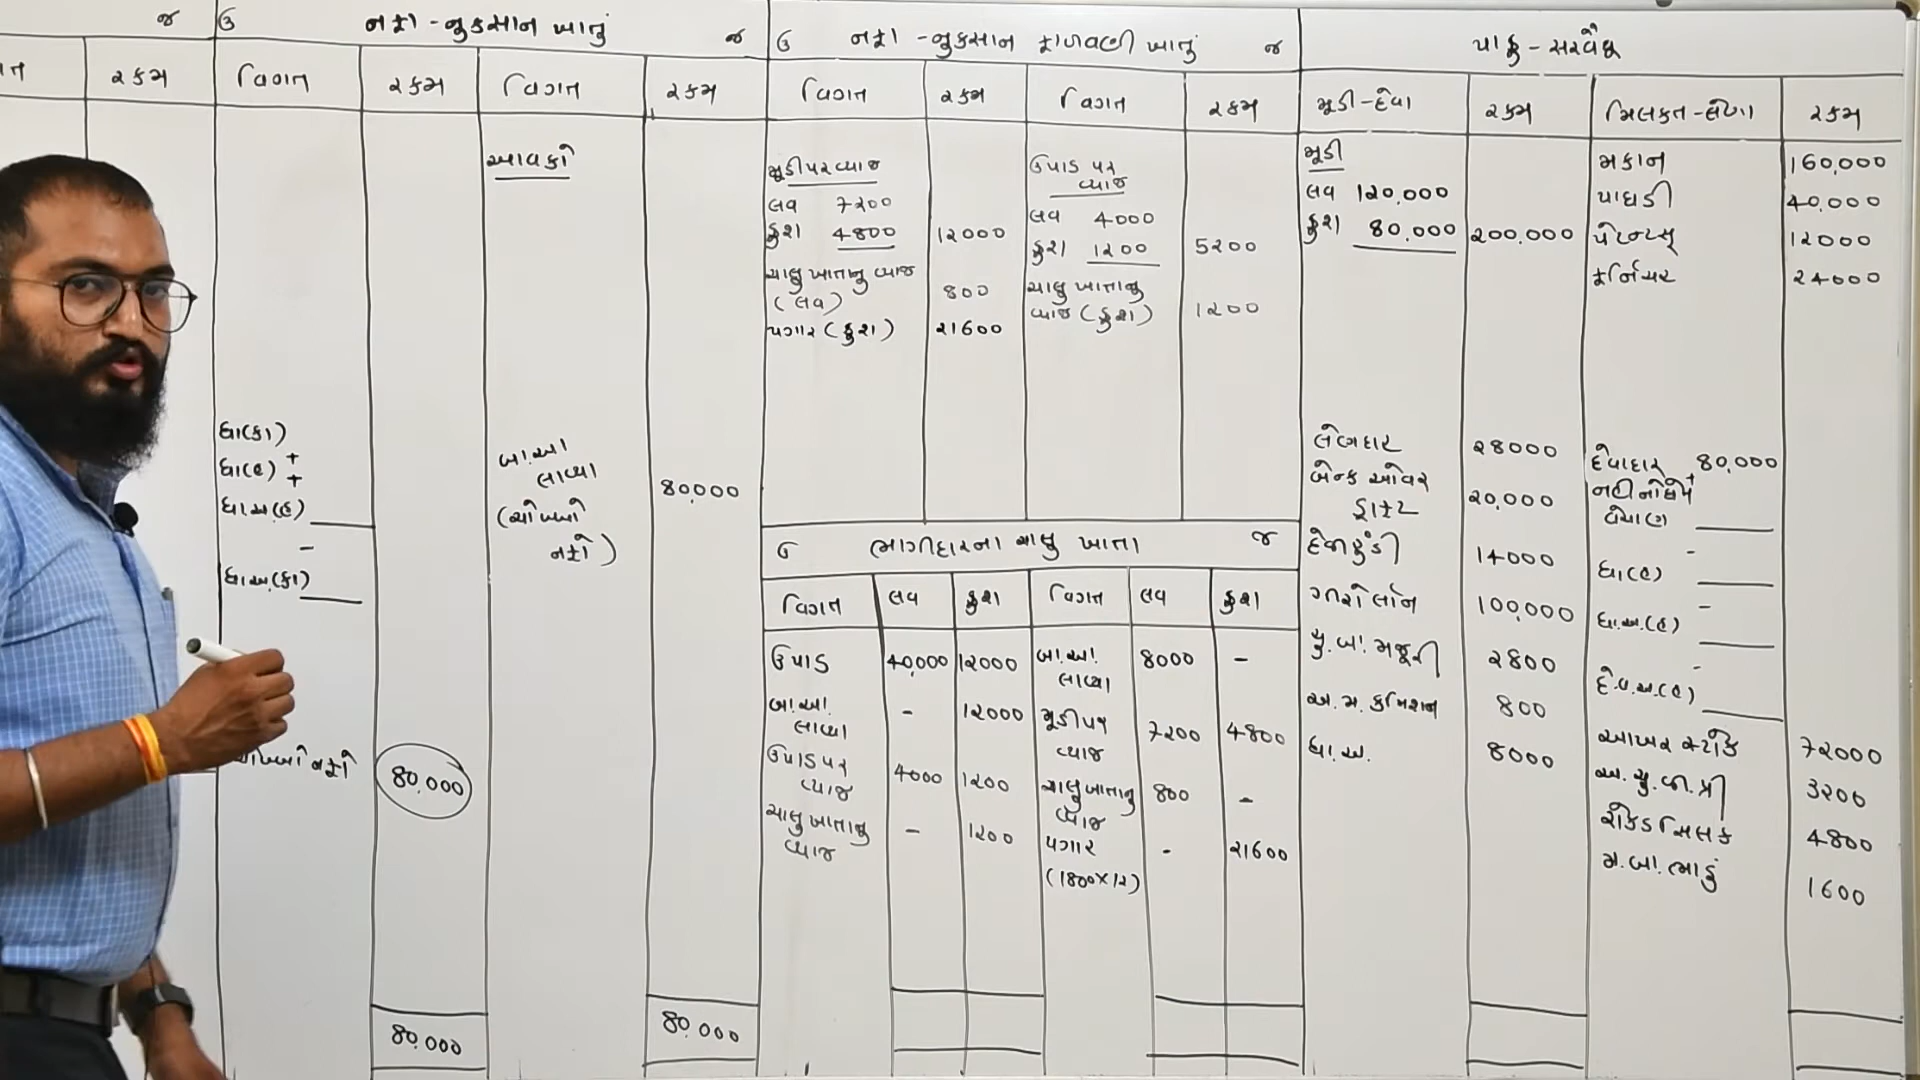 જ
ઉ નફા-નુકસાન ખાતું જ
રકમ
વિગત
રકમ
વિગત
રકમ
આવકો
ઘા(કા)
+
ઘા(હ)
+
ઘા.અ(હ)
-
ઘા.અ(કા)
બા.આ
લાવ્યા
(ચોખ્ખો
નફો)
80,000
નફો
80,000
80,000
80,000
ઉ નફા-નુકસાન ફાળવણી ખાતું જ
વિગત
રકમ
વિગત
રકમ
મૂડી પર વ્યાજ
લવ 7200
કુશ 4800
12000
ચાલુ ખાતાનુ વ્યાજ
(લવ)
800
પગાર (કુશ)
21600
ઉપાડ પર
વ્યાજ
લવ 4000
કુશ 1200
5200
ચાલુ ખાતાનુ
વ્યાજ (કુશ)
1200
ઉ ભાગીદારના ચાલુ ખાતા જ
વિગત
લવ
કુશ
વિગત
લવ
કુશ
ઉપાડ 40,000 12000
બા.આ.
લાવ્યા
- 12000
ઉપાડ પર
વ્યાજ
4000 1200
ચાલુ ખાતાનુ
વ્યાજ
- 1200
બા.આ.
લાવ્યા
8000 -
મૂડી પર
વ્યાજ
7200 4800
ચાલુ ખાતાનુ
વ્યાજ
800 -
પગાર
(1800×12)
- 21600
પાકુ-સરવૈયુ
મૂડી-દેવા
રકમ
મિલકત-લેણા
રકમ
મૂડી
લવ 120,000
કુશ 80,000
200,000
લેણદાર 28000
બેન્ક ઓવર
ડ્રાફ્ટ
20,000
દેવીહૂંડી 14000
ગીરો લોન 100,000
ચુ.બા. મજૂરી 2800
અ.મ. કમિશન 800
ઘા.અ. 8000
મકાન 160,000
પાઘડી 40,000
પેટન્ટ્સ 12000
ફર્નિચર 24000
દેવાદાર 80,000
+
નહી નોંધેલ
વેચાણ
-
ઘા(હ)
-
ઘા.અ.(હ)
-
દે.વ.અ.(હ)
આખર સ્ટોક 72000
અ.ચુ.વી.પ્રી 3200
રોકડ સિલક 4800
મ.બા. ભાડું 1600